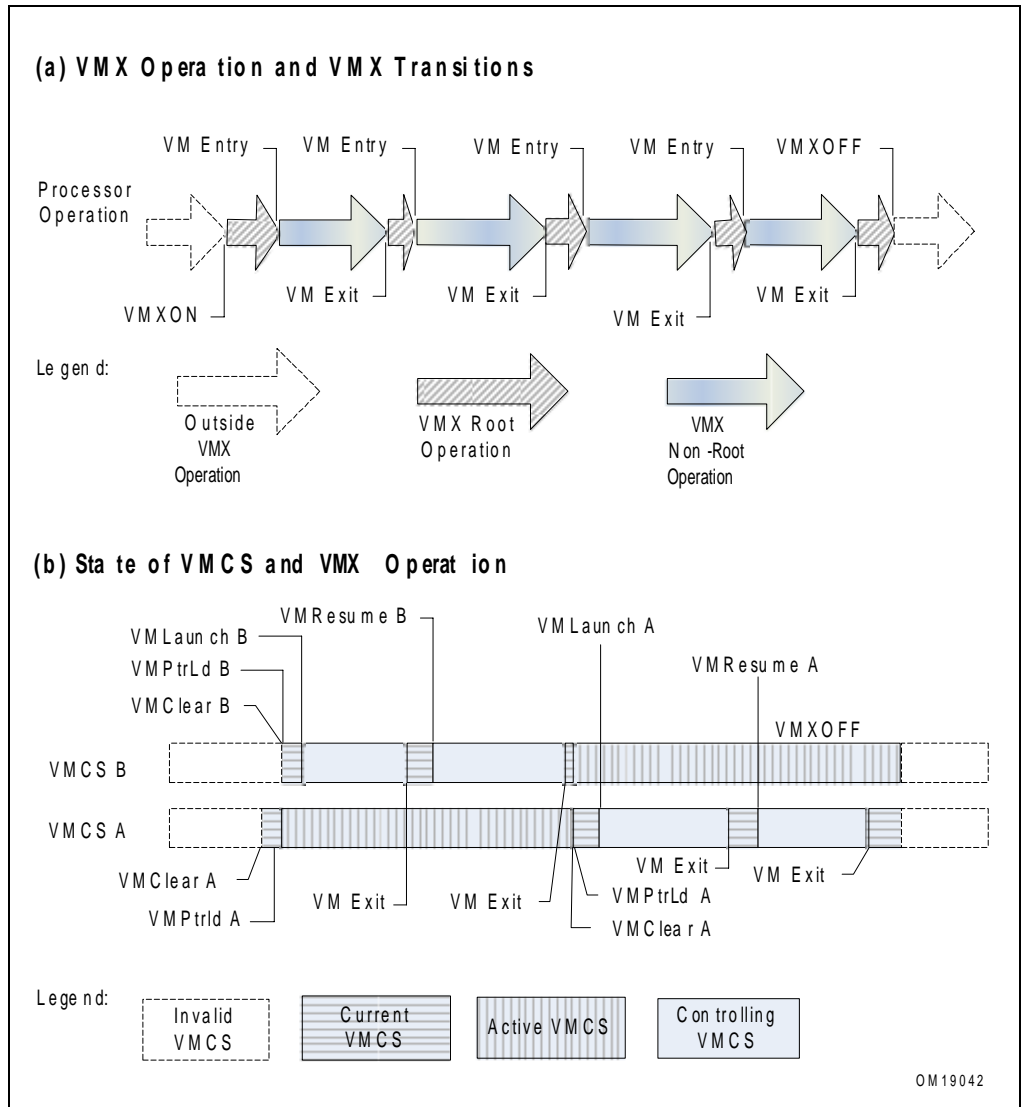 (a) VMX Operation and VMX Transitions
VM Entry
VM Entry
VM Entry
VM Entry
VMXOFF
Processor
Operation
VM Exit
VM Exit
VM Exit
VM Exit
VMXON
Legend:
Outside
VMX
Operation
VMX Root
Operation
VMX
Non-Root
Operation
(b) State of VMCS and VMX Operation
VMResume B
VMLaunch B
VMLaunch A
VMPtrLd B
VMResume A
VMClear B
VMXOFF
VMCS B
VMCS A
VMClear A
VM Exit
VM Exit
VM Exit
VM Exit
VMPtrLd A
VMPtrld A
VMClear A
Legend:
Invalid
VMCS
Current
VMCS
Active VMCS
Controlling
VMCS
OM19042